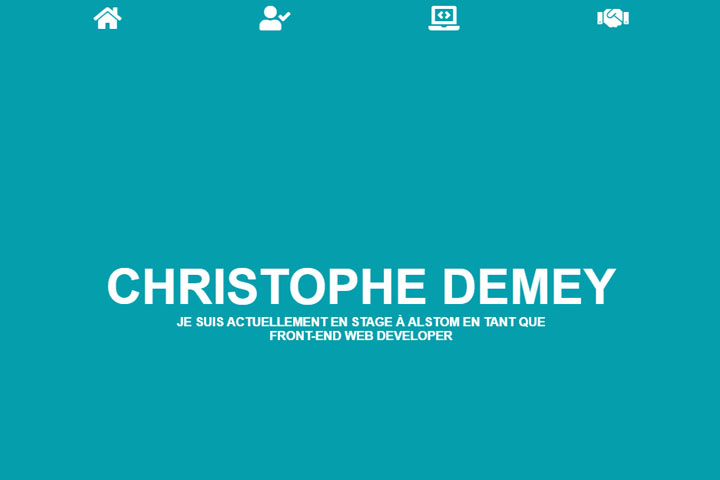 CHRISTOPHE DEMEY
JE SUIS ACTUELLEMENT EN STAGE À ALSTOM EN TANT QUE
FRONT-END WEB DEVELOPER